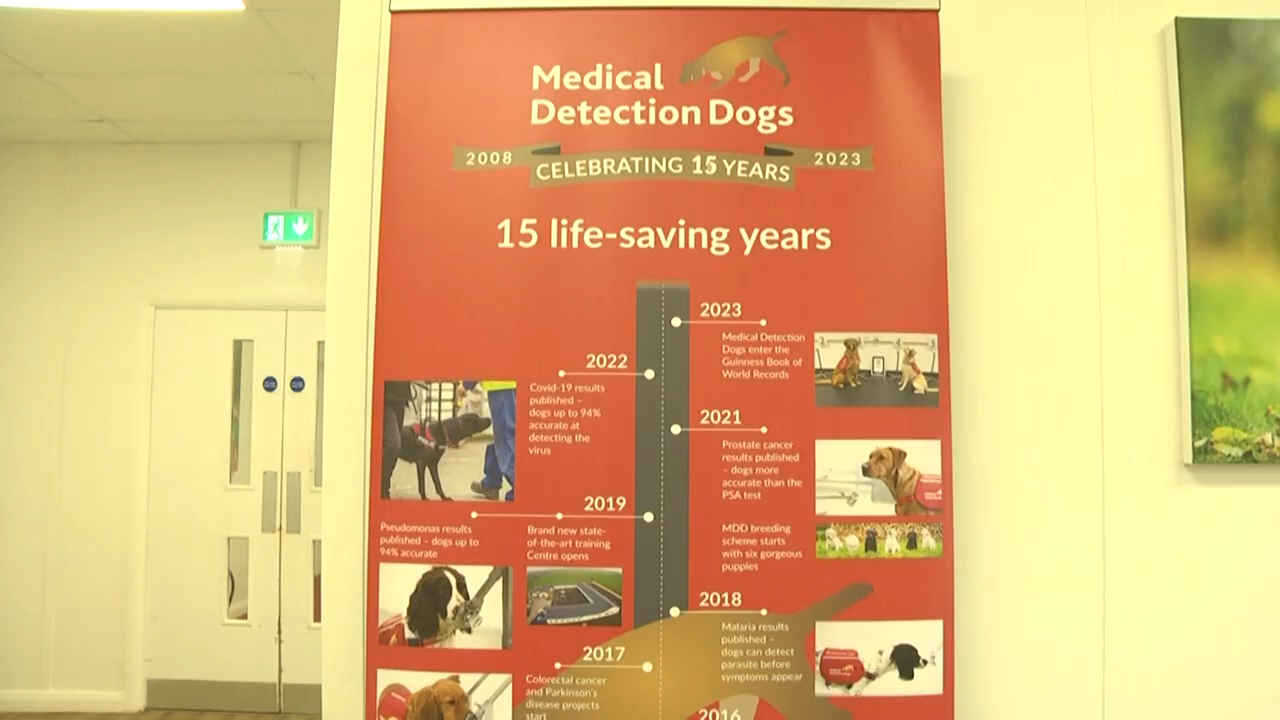 Medical
Detection Dogs
2008
CELEBRATING 15 YEARS
2023
15 life-saving years
2023
Medical Detection
Dogs enter the
Guinness Book of
World Records
2022
Covid-19 results
published –
dogs up to 94%
accurate at
detecting the
virus
2021
Prostate cancer
results published
– dogs more
accurate than the
PSA test
MDD breeding
scheme starts
with six gorgeous
puppies
2019
Pseudomonas results
published – dogs up to
94% accurate
Brand new state-
of-the-art training
Centre opens
2018
Malaria results
published –
dogs can detect
parasite before
symptoms appear
2017
Colorectal cancer
and Parkinson's
disease projects
start
2016